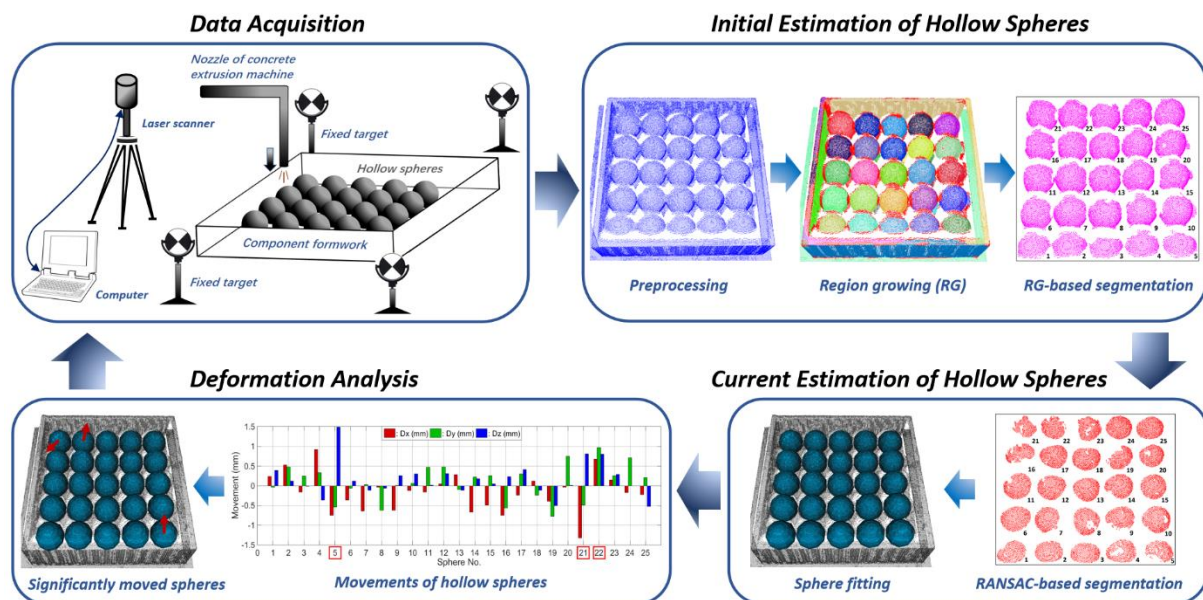 Data Acquisition
Nozzle of concrete
extrusion machine
Laser scanner
Fixed target
Hollow spheres
Component formwork
Fixed target
Computer
Initial Estimation of Hollow Spheres
21 22 23 24 25
16 17 18 19 20
11 12 13 14 15
6 7 8 9 10
1 2 3 4 5
Preprocessing
Region growing (RG)
RG-based segmentation
Deformation Analysis
Significantly moved spheres
: Dx (mm) : Dy (mm) : Dz (mm)
Movement (mm)
1.5
1
0.5
0
-0.5
-1
-1.5
0 1 2 3 4 5 6 7 8 9 10 11 12 13 14 15 16 17 18 19 20 21 22 23 24 25
Sphere No.
Movements of hollow spheres
Current Estimation of Hollow Spheres
Sphere fitting
21 22 23 24 25
16 17 18 19 20
11 12 13 14 15
6 7 8 9 10
1 2 3 4 5
RANSAC-based segmentation